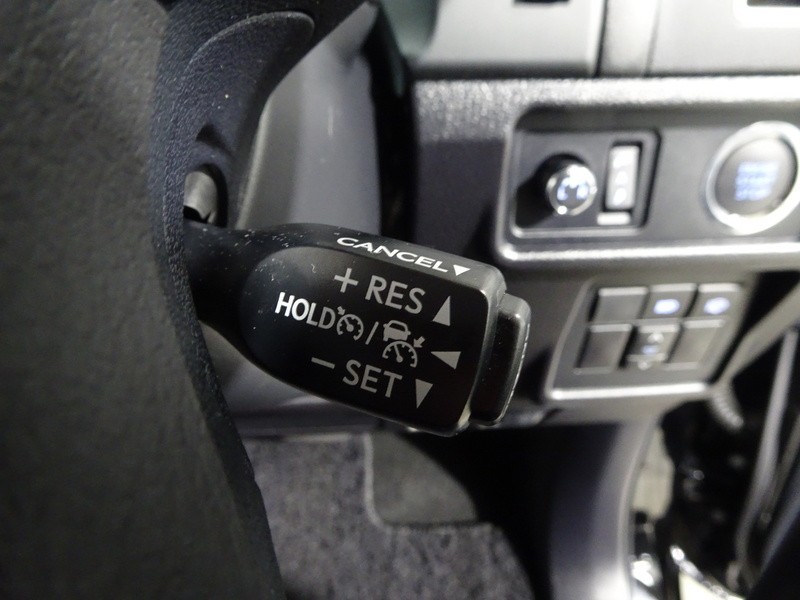 CANCEL▼
+ RES ▲
HOLD / ◀
− SET ▼